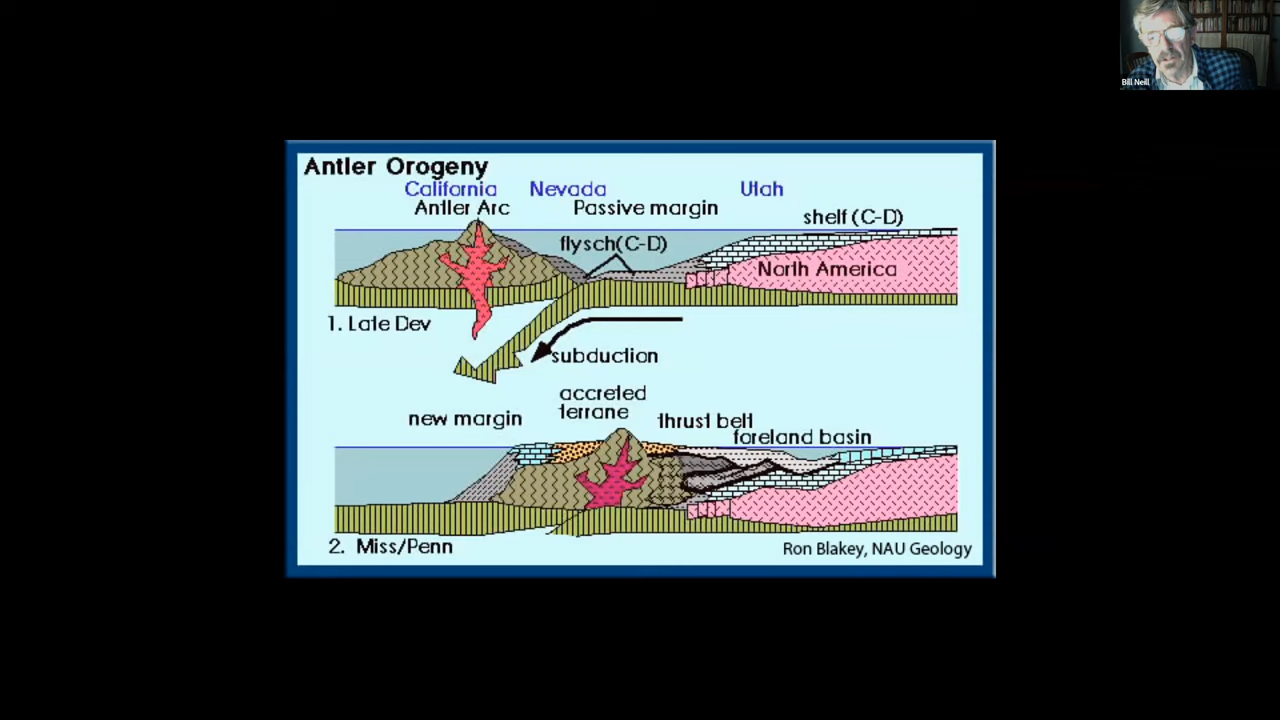 Bill Neill
Antler Orogeny
California Nevada Utah
Antler Arc Passive margin
shelf (C-D)
flysch(C-D)
North America
1. Late Dev
subduction
accreted
terrane
new margin
thrust belt
foreland basin
2. Miss/Penn
Ron Blakey, NAU Geology